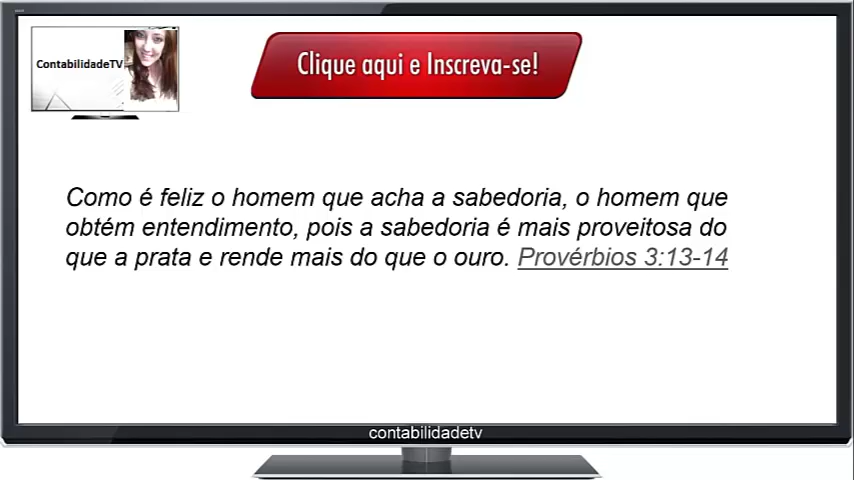 ContabilidadeTV
Clique aqui e Inscreva-se!
Como é feliz o homem que acha a sabedoria, o homem que
obtém entendimento, pois a sabedoria é mais proveitosa do
que a prata e rende mais do que o ouro. Provérbios 3:13-14
contabilidadetv